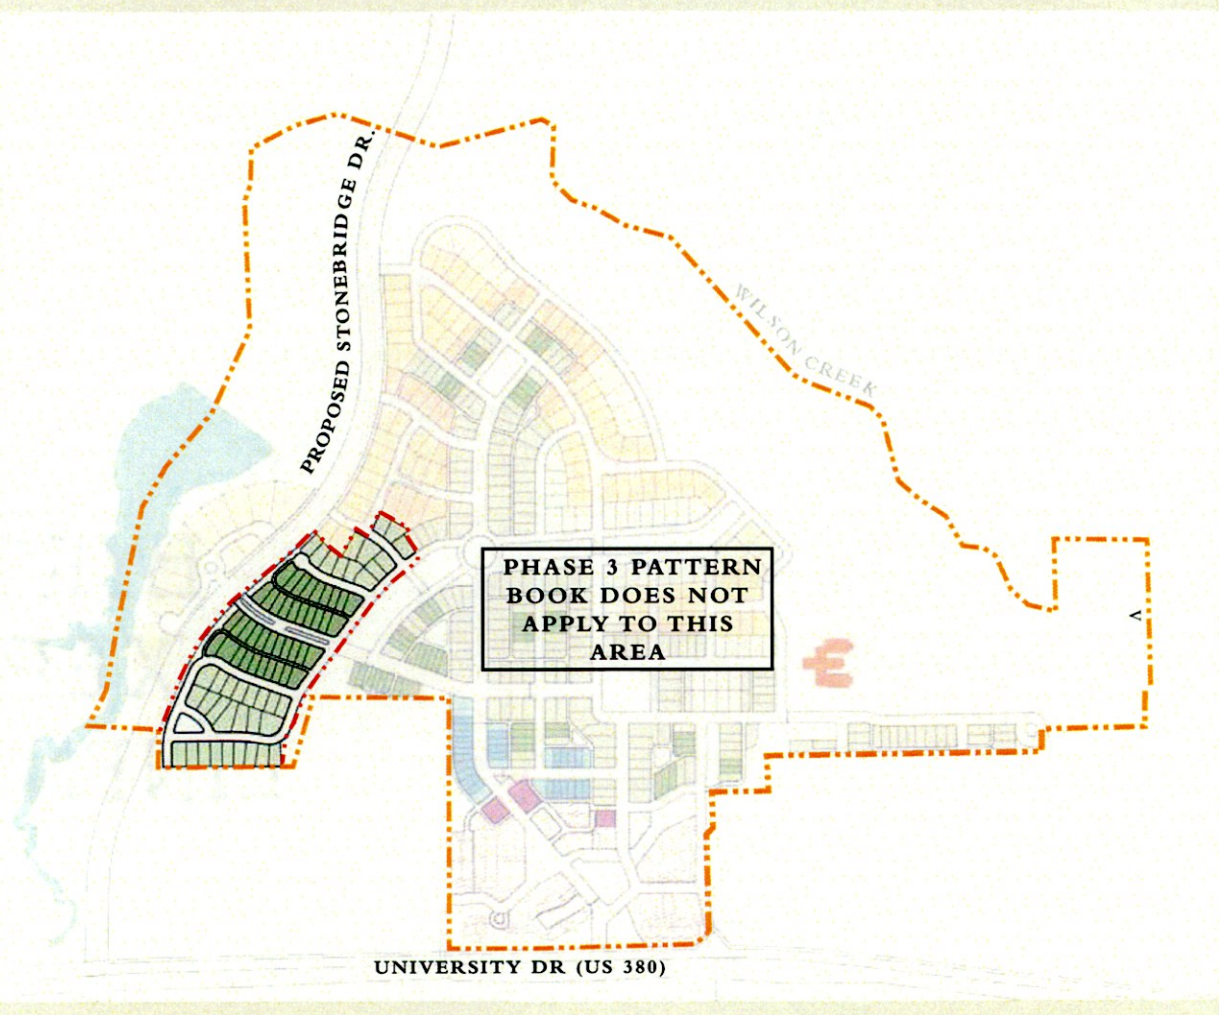 PROPOSED STONEBRIDGE DR.
WILSON CREEK
PHASE 3 PATTERN
BOOK DOES NOT
APPLY TO THIS
AREA
UNIVERSITY DR (US 380)